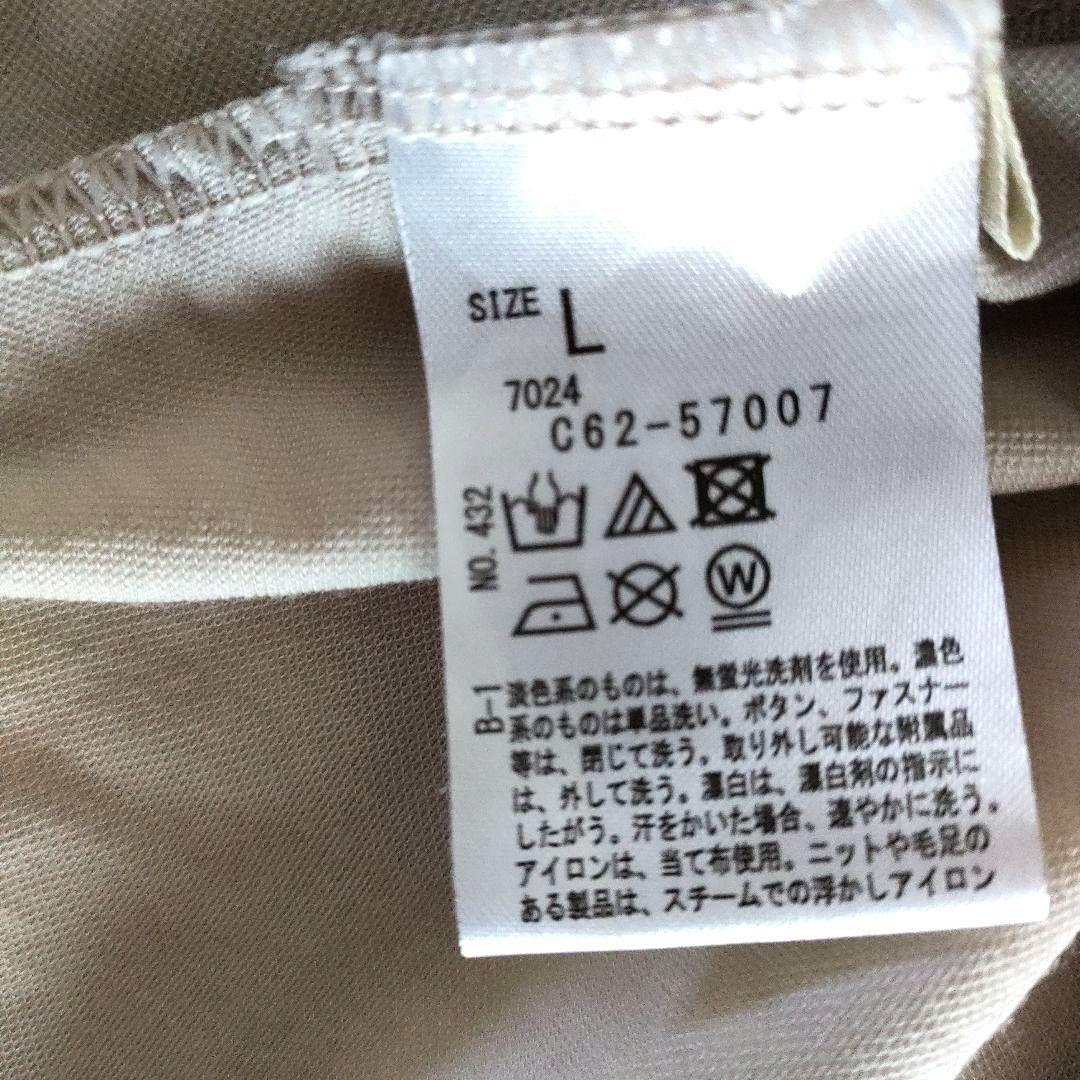 SIZE L
7024
C62-57007
NO. 432
W
B-1
淡色系のものは、無蛍光洗剤を使用。濃色
系のものは単品洗い。ボタン、ファスナー
等は、閉じて洗う。取り外し可能な附属品
は、外して洗う。漂白は、漂白剤の指示に
したがう。汗をかいた場合、速やかに洗う。
アイロンは、当て布使用。ニットや毛足の
ある製品は、スチームでの浮かしアイロン